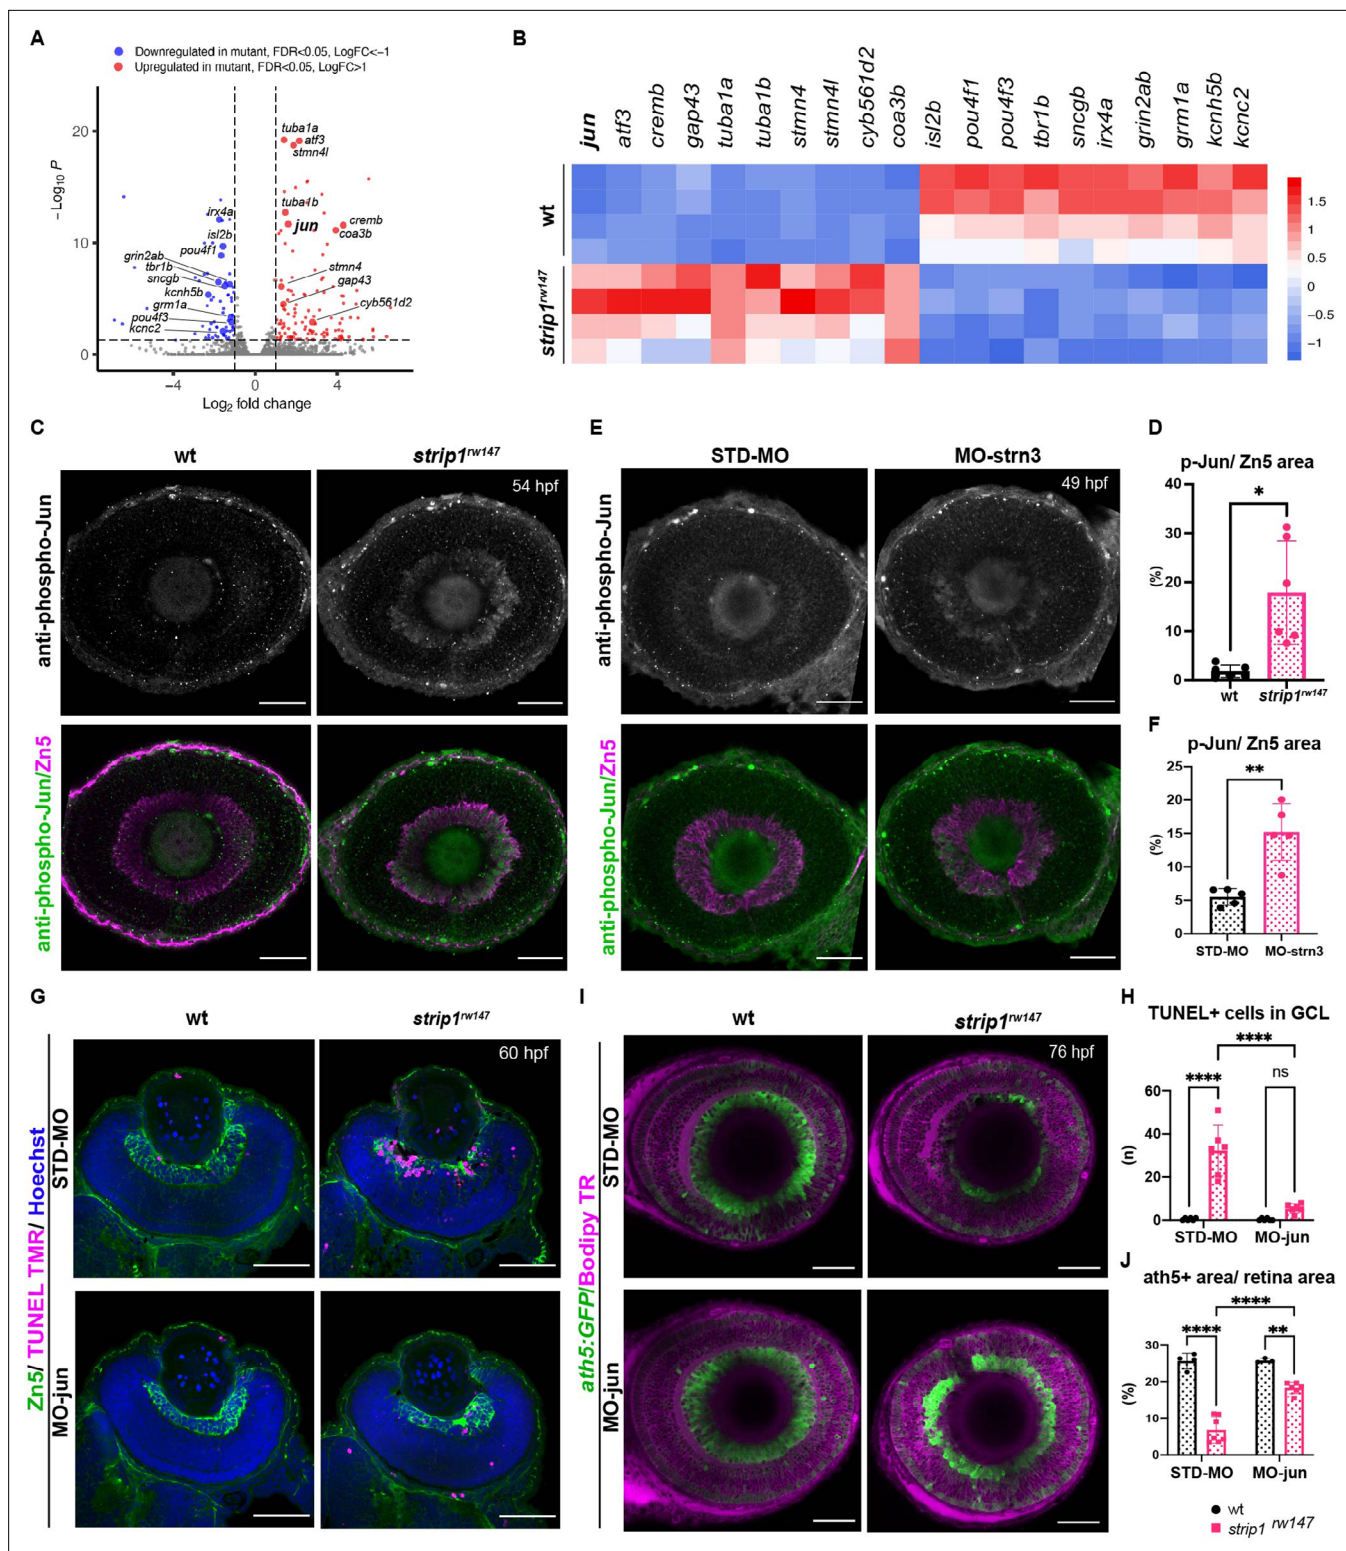 A
Downregulated in mutant, FDR<0.05, LogFC<−1
Upregulated in mutant, FDR<0.05, LogFC>1
− Log10 P
20
10
0
−4
0
4
Log2 fold change
tuba1a
atf3
stmn4l
tuba1b
jun
cremb
coa3b
irx4a
isl2b
pou4f1
grin2ab
tbr1b
sncgb
kcnh5b
grm1a
pou4f3
kcnc2
stmn4
gap43
cyb561d2
B
jun
atf3
cremb
gap43
tuba1a
tuba1b
stmn4
stmn4l
cyb561d2
coa3b
isl2b
pou4f1
pou4f3
tbr1b
sncgb
irx4a
grin2ab
grm1a
kcnh5b
kcnc2
wt
strip1rw147
1.5
1
0.5
0
−0.5
−1
C
wt
strip1rw147
54 hpf
anti-phospho-Jun
anti-phospho-Jun/Zn5
E
STD-MO
MO-strn3
49 hpf
anti-phospho-Jun
anti-phospho-Jun/Zn5
D
p-Jun/ Zn5 area
*
40
30
20
10
0
(%)
wt
strip1rw147
F
p-Jun/ Zn5 area
**
25
20
15
10
5
0
(%)
STD-MO
MO-strn3
G
wt
strip1rw147
60 hpf
Zn5/ TUNEL TMR/ Hoechst
STD-MO
MO-jun
I
wt
strip1rw147
76 hpf
ath5:GFP/Bodipy TR
STD-MO
MO-jun
H
TUNEL+ cells in GCL
****
****
ns
60
40
20
0
(n)
STD-MO
MO-jun
J
ath5+ area/ retina area
****
****
**
30
20
10
0
(%)
STD-MO
MO-jun
wt
strip1 rw147